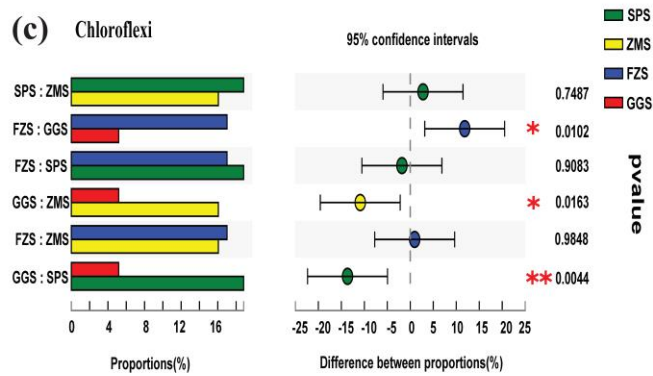 (c) Chloroflexi
95% confidence intervals
SPS
ZMS
FZS
GGS
SPS : ZMS
0.7487
FZS : GGS
* 0.0102
FZS : SPS
0.9083
GGS : ZMS
* 0.0163
FZS : ZMS
0.9848
GGS : SPS
** 0.0044
pvalue
0 4 8 12 16
-25 -20 -15 -10 -5 0 5 10 15 20 25
Proportions(%)
Difference between proportions(%)